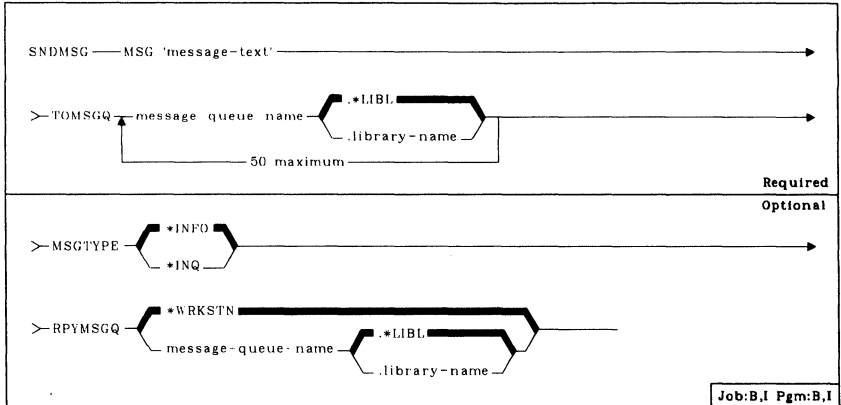 SNDMSG MSG 'message-text'
.*LIBL
TOMSGQ message queue name
.library-name
50 maximum
Required
Optional
*INFO
MSGTYPE
*INQ
*WRKSTN
.*LIBL
RPYMSGQ
message-queue-name
.library-name
Job:B,I Pgm:B,I